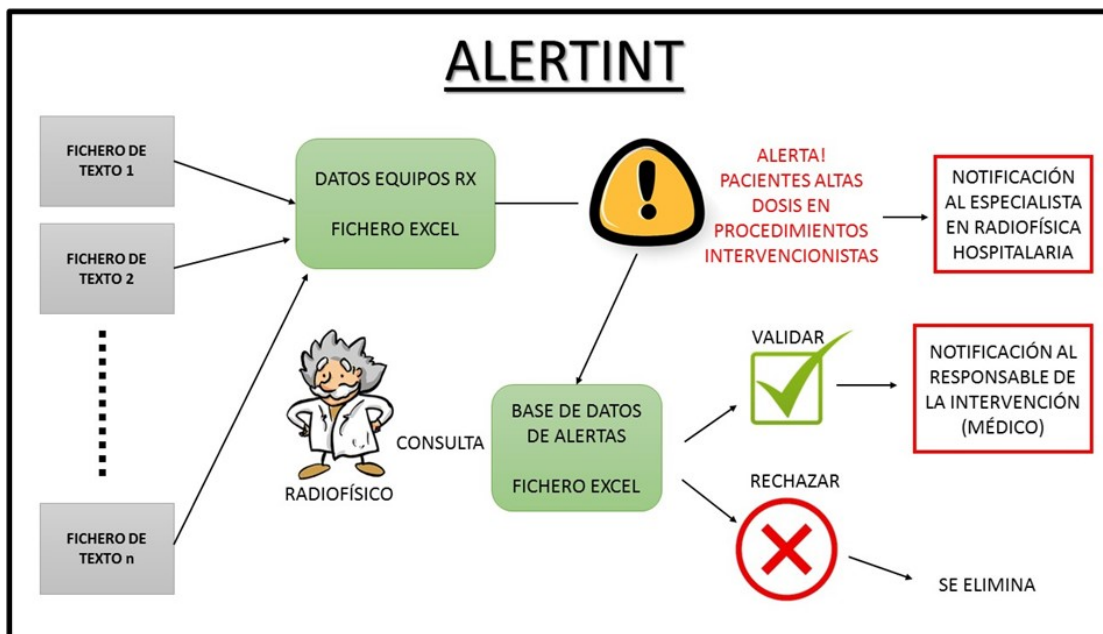 ALERTINT
FICHERO DE
TEXTO 1
FICHERO DE
TEXTO 2
FICHERO DE
TEXTO n
DATOS EQUIPOS RX
FICHERO EXCEL
ALERTA!
PACIENTES ALTAS
DOSIS EN
PROCEDIMIENTOS
INTERVENCIONISTAS
NOTIFICACIÓN
AL ESPECIALISTA
EN RADIOFÍSICA
HOSPITALARIA
RADIOFÍSICO
CONSULTA
BASE DE DATOS
DE ALERTAS
FICHERO EXCEL
VALIDAR
NOTIFICACIÓN AL
RESPONSABLE DE
LA INTERVENCIÓN
(MÉDICO)
RECHAZAR
SE ELIMINA